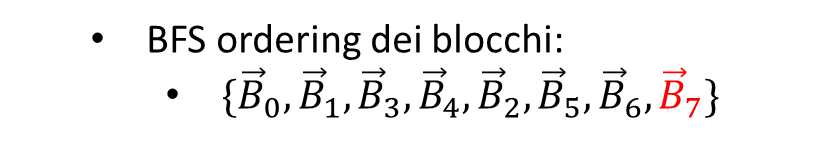 • BFS ordering dei blocchi:
• {B⃗₀, B⃗₁, B⃗₃, B⃗₄, B⃗₂, B⃗₅, B⃗₆, B⃗₇}